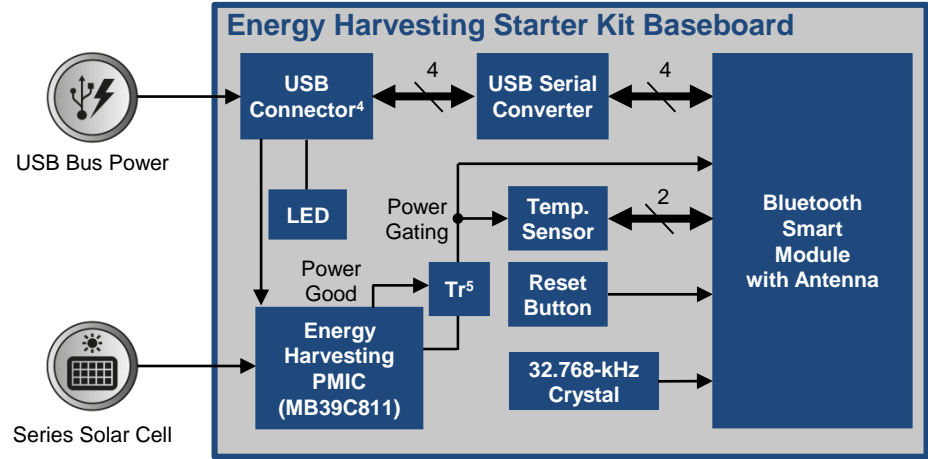 Energy Harvesting Starter Kit Baseboard
USB Bus Power
USB
Connector4
4
USB Serial
Converter
4
LED
Power
Gating
Temp.
Sensor
2
Bluetooth
Smart
Module
with Antenna
Power
Good
Tr5
Reset
Button
Energy
Harvesting
PMIC
(MB39C811)
32.768-kHz
Crystal
Series Solar Cell